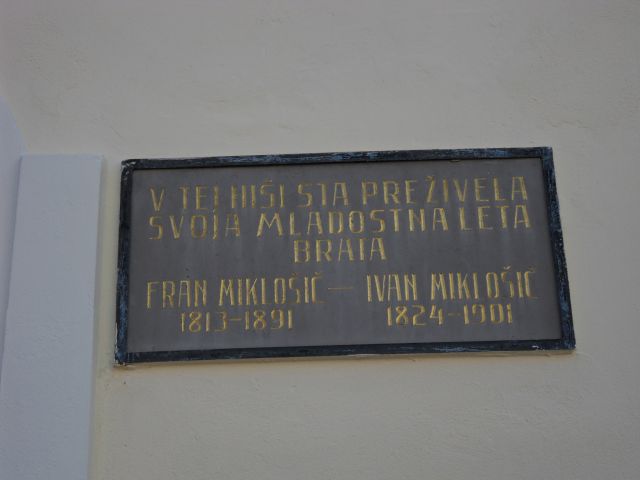 V TEJ HIŠI STA PREŽIVELA
SVOJA MLADOSTNA LETA
BRATA
FRAN MIKLOŠIČ — IVAN MIKLOŠIČ
1813-1891 1824-1901